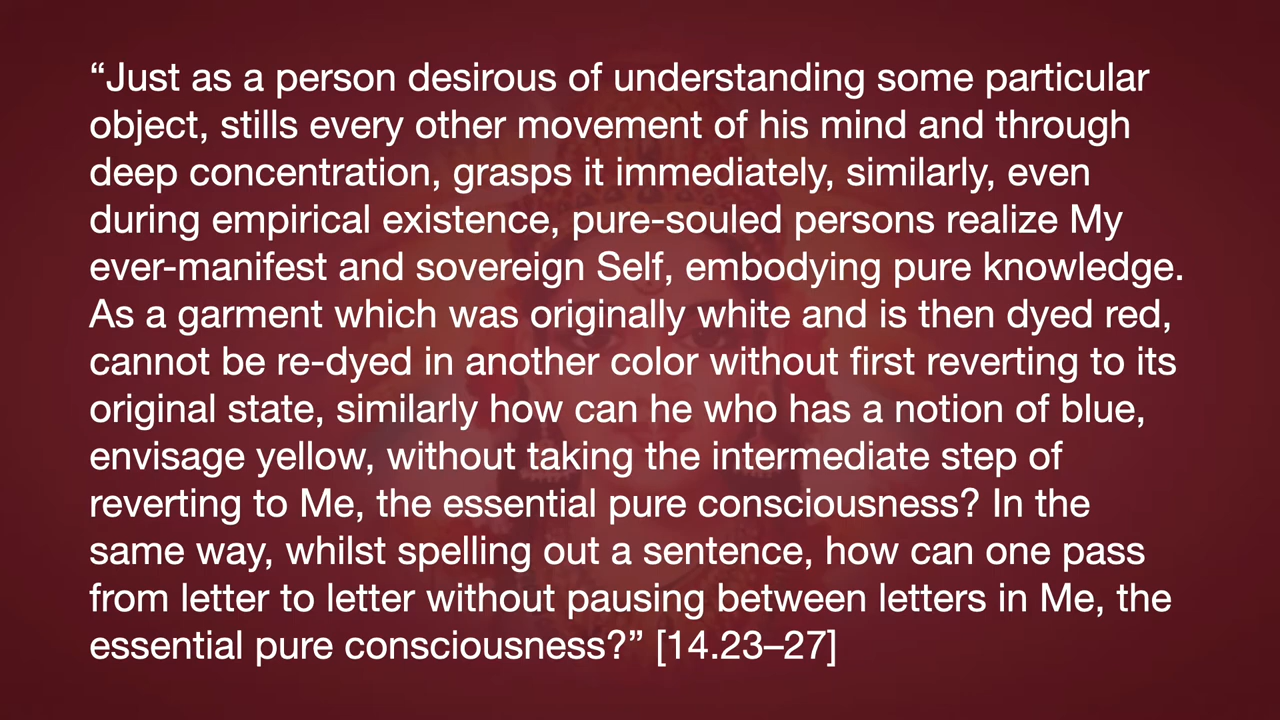 “Just as a person desirous of understanding some particular
object, stills every other movement of his mind and through
deep concentration, grasps it immediately, similarly, even
during empirical existence, pure-souled persons realize My
ever-manifest and sovereign Self, embodying pure knowledge.
As a garment which was originally white and is then dyed red,
cannot be re-dyed in another color without first reverting to its
original state, similarly how can he who has a notion of blue,
envisage yellow, without taking the intermediate step of
reverting to Me, the essential pure consciousness? In the
same way, whilst spelling out a sentence, how can one pass
from letter to letter without pausing between letters in Me, the
essential pure consciousness?” [14.23–27]